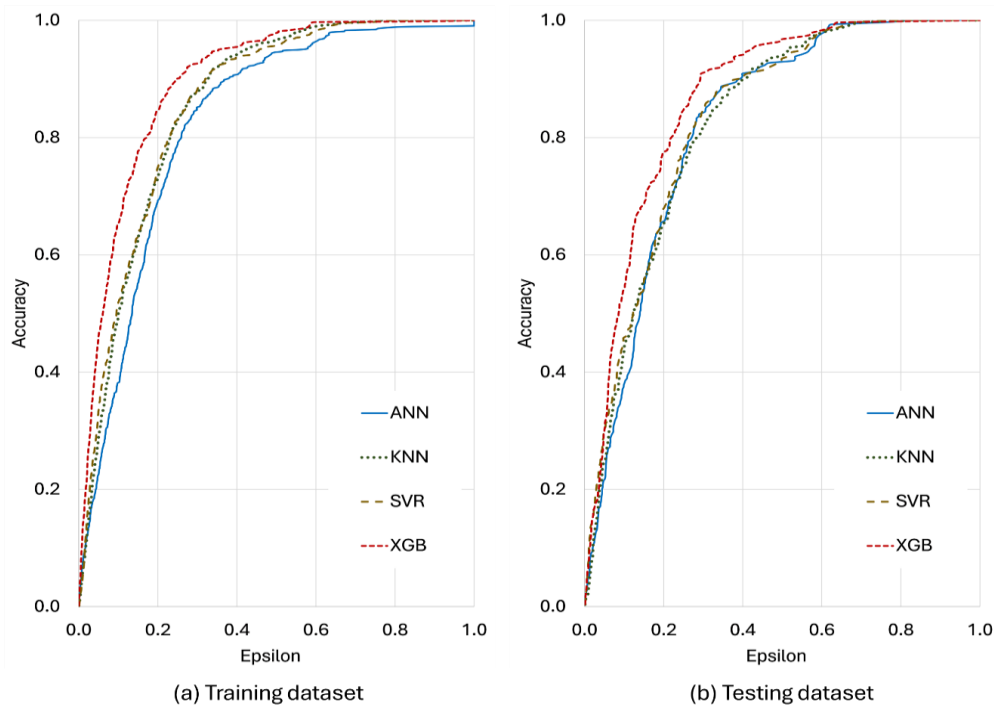 1.0
0.8
0.6
0.4
0.2
0.0
Accuracy
0.0 0.2 0.4 0.6 0.8 1.0
Epsilon
ANN
KNN
SVR
XGB
(a) Training dataset
1.0
0.8
0.6
0.4
0.2
0.0
Accuracy
0.0 0.2 0.4 0.6 0.8 1.0
Epsilon
ANN
KNN
SVR
XGB
(b) Testing dataset